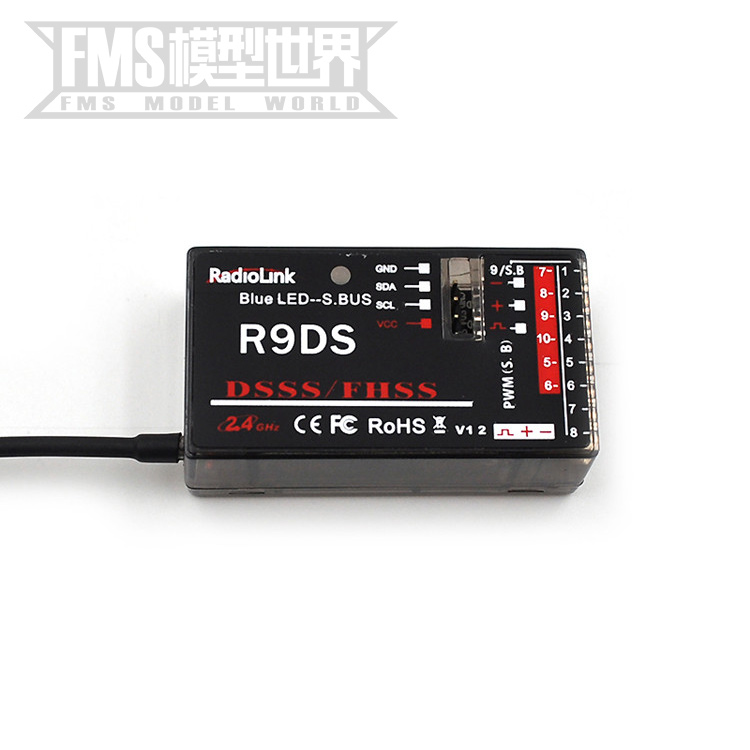 FMS模型世界
FMS MODEL WORLD
RadioLink
Blue LED--S.BUS
R9DS
DSSS/FHSS
2.4GHz
CE FC RoHS V1 2
GND
SDA
SCL
VCC
9/S.B
−
+
PWM(S.B)
7-
8-
9-
10-
5-
6-
1
2
3
4
5
6
7
8
+ −